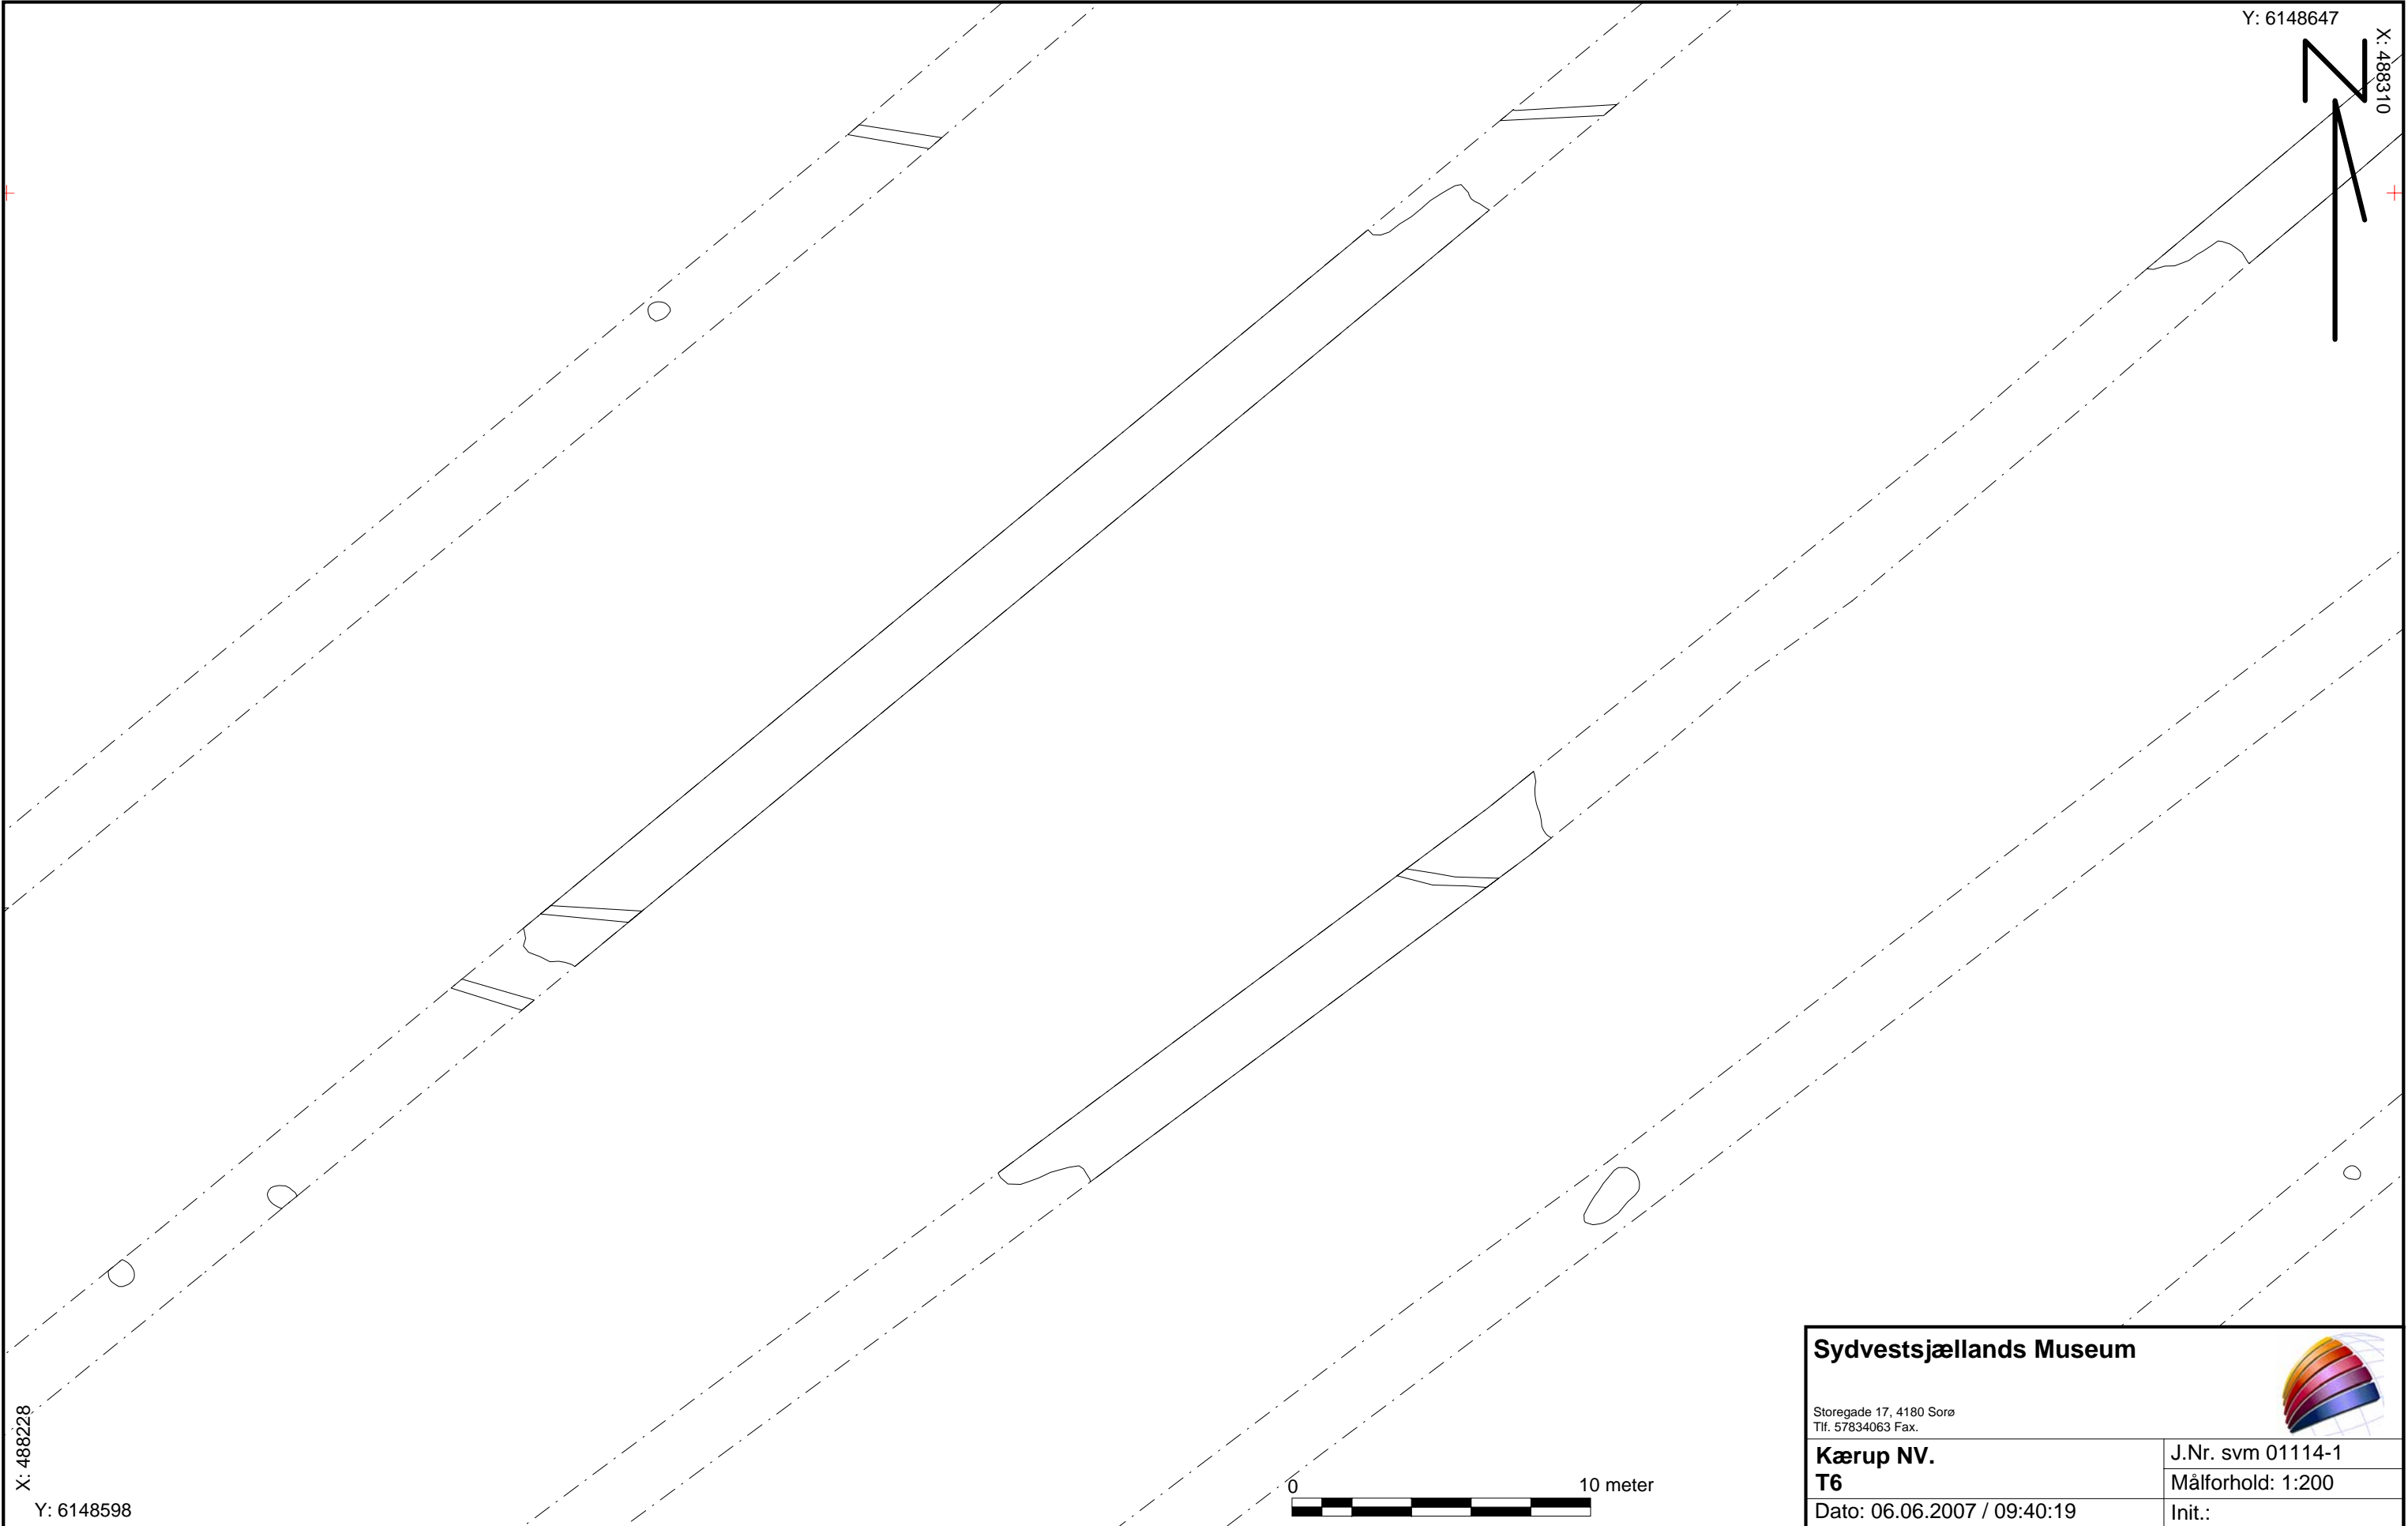 Y: 6148647
X: 488310
X: 488228
Y: 6148598
0
10 meter
Sydvestsjællands Museum
Storegade 17, 4180 Sorø
Tlf. 57834063 Fax.
Kærup NV.
T6
J.Nr. svm 01114-1
Målforhold: 1:200
Dato: 06.06.2007 / 09:40:19
Init.: